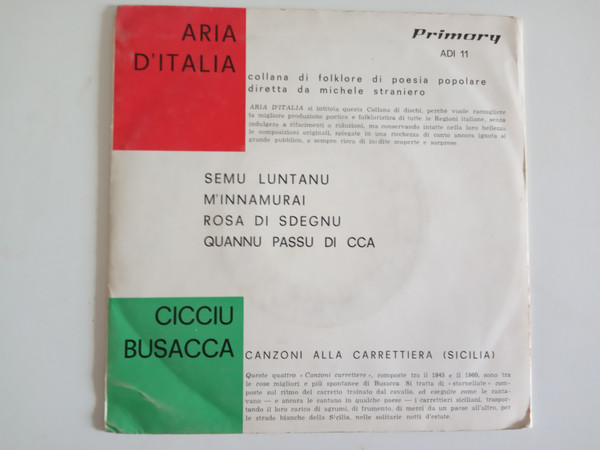 ARIA
D'ITALIA
Primary
ADI 11
collana di folklore di poesia popolare
diretta da michele straniero
ARIA D'ITALIA si intitola questa Collana di dischi, perché vuole raccogliere
la migliore produzione poetica e folkloristica di tutte le Regioni italiane, senza
indulgere a rifacimenti o riduzioni, ma conservando intatte nella loro bellezza
le composizioni originali, spiegate in una ricchezza di canto ancora ignota al
grande pubblico, e sempre ricca di inedite scoperte e sorprese.
SEMU LUNTANU
M'INNAMURAI
ROSA DI SDEGNU
QUANNU PASSU DI CCA
CICCIU
BUSACCA
CANZONI ALLA CARRETTIERA (SICILIA)
Queste quattro «Canzoni carrettere», composte tra il 1945 e il 1960, sono tra
le cose migliori e più spontanee di Busacca. Si tratta di «stornellate» com-
poste sul ritmo del carretto trainato dal cavallo, ed eseguite come le canta-
vano — e ancora le cantano in qualche paese — i carrettieri siciliani, traspor-
tando il loro carico di agrumi, di frumento, di merci da un paese all'altro, per
le strade bianche della Sicilia, nelle solitarie notti d'estate.